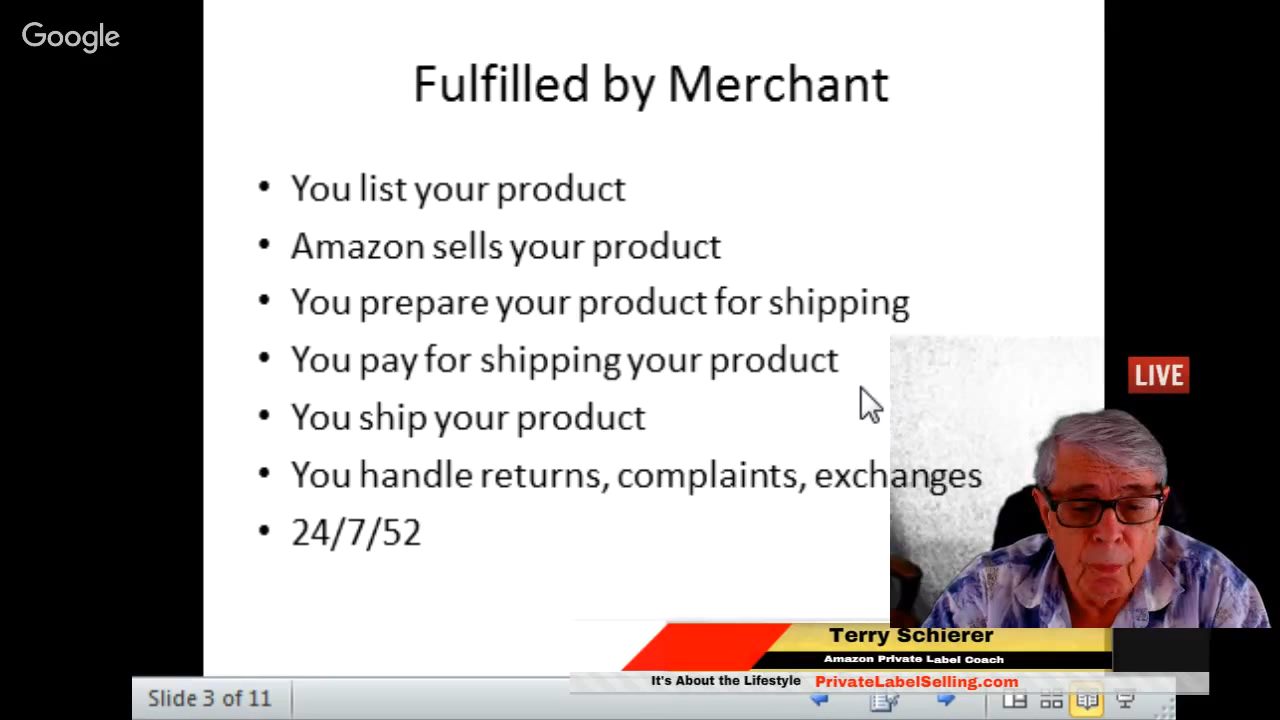 Google
Fulfilled by Merchant
• You list your product
• Amazon sells your product
• You prepare your product for shipping
• You pay for shipping your product
• You ship your product
• You handle returns, complaints, exchanges
• 24/7/52
LIVE
Terry Schierer
Amazon Private Label Coach
It's About the Lifestyle PrivateLabelSelling.com
Slide 3 of 11